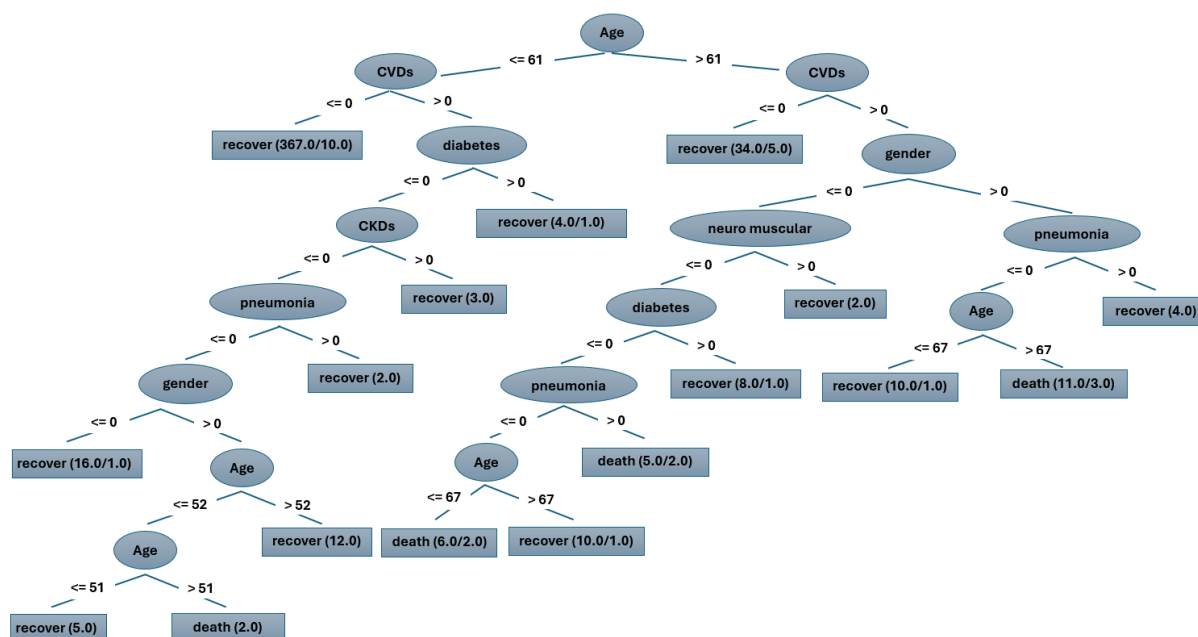 Age
<= 61
> 61
CVDs
CVDs
<= 0
> 0
<= 0
> 0
recover (367.0/10.0)
diabetes
recover (34.0/5.0)
gender
<= 0
> 0
<= 0
> 0
CKDs
recover (4.0/1.0)
neuro muscular
pneumonia
<= 0
> 0
<= 0
> 0
<= 0
> 0
pneumonia
recover (3.0)
diabetes
recover (2.0)
Age
recover (4.0)
<= 0
> 0
<= 0
> 0
<= 67
> 67
gender
recover (2.0)
pneumonia
recover (8.0/1.0)
recover (10.0/1.0)
death (11.0/3.0)
<= 0
> 0
<= 0
> 0
recover (16.0/1.0)
Age
Age
death (5.0/2.0)
<= 52
> 52
<= 67
> 67
Age
recover (12.0)
death (6.0/2.0)
recover (10.0/1.0)
<= 51
> 51
recover (5.0)
death (2.0)